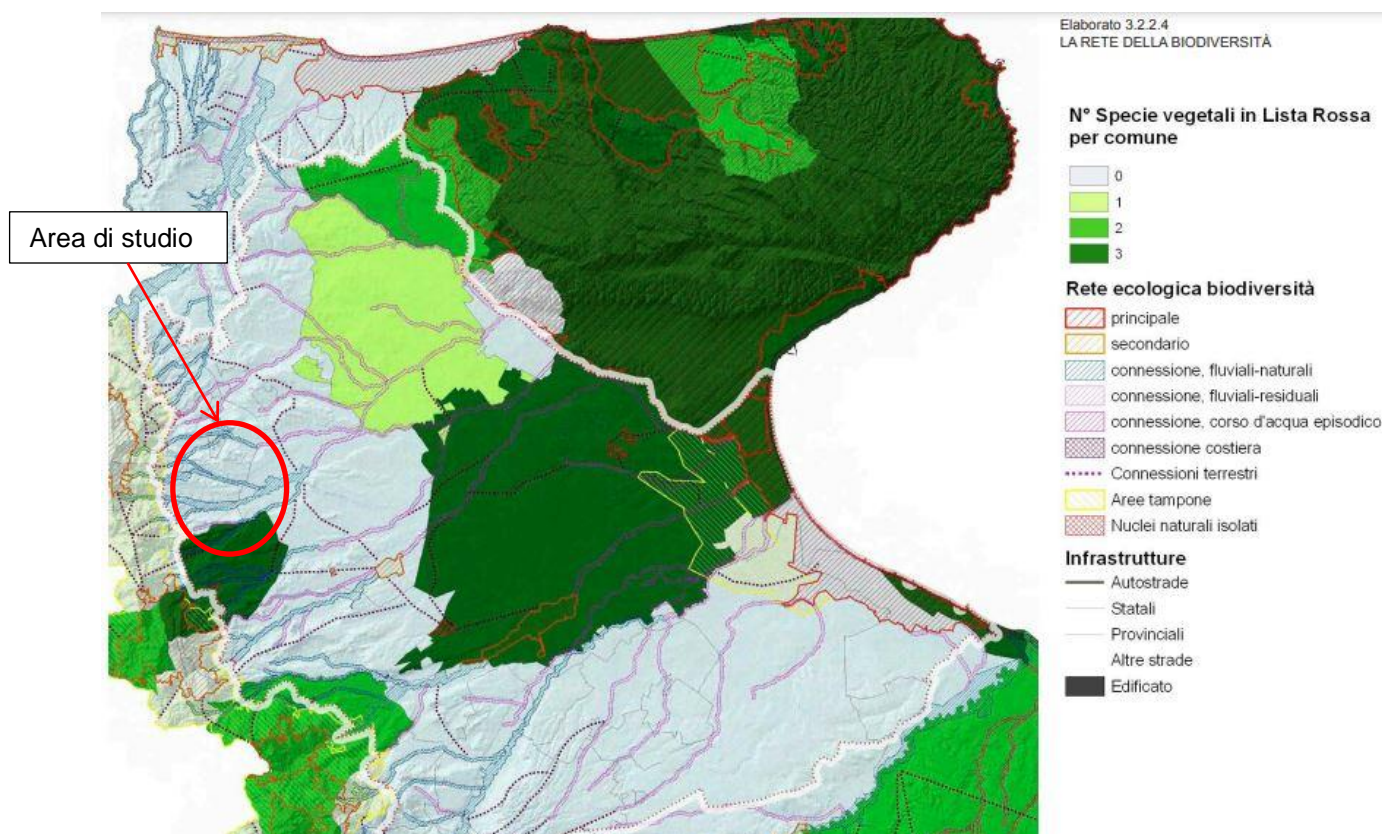 Elaborato 3.2.2.4
LA RETE DELLA BIODIVERSITÀ
N° Specie vegetali in Lista Rossa
per comune
0
1
2
3
Rete ecologica biodiversità
principale
secondario
connessione, fluviali-naturali
connessione, fluviali-residuali
connessione, corso d'acqua episodico
connessione costiera
Connessioni terrestri
Aree tampone
Nuclei naturali isolati
Infrastrutture
Autostrade
Statali
Provinciali
Altre strade
Edificato
Area di studio